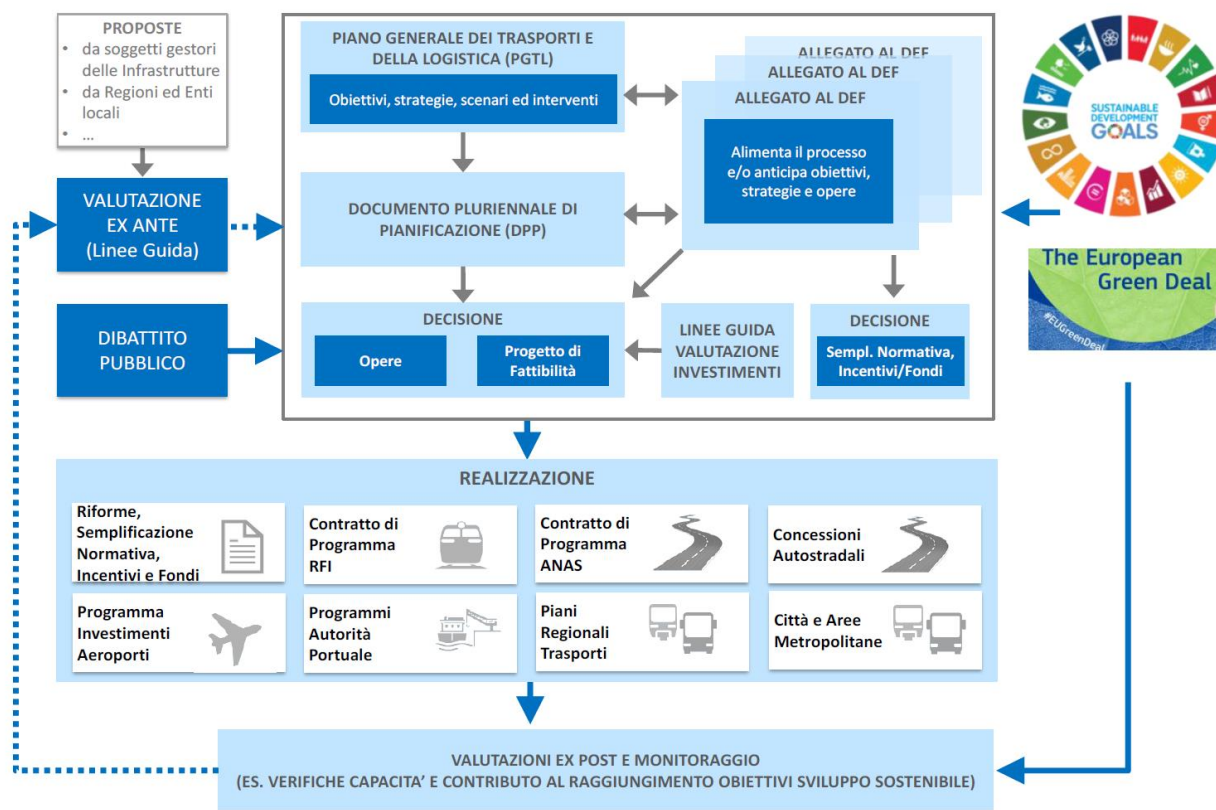 PROPOSTE
• da soggetti gestori
delle Infrastrutture
• da Regioni ed Enti
locali
• ...
VALUTAZIONE
EX ANTE
(Linee Guida)
DIBATTITO
PUBBLICO
PIANO GENERALE DEI TRASPORTI E
DELLA LOGISTICA (PGTL)
Obiettivi, strategie, scenari ed interventi
DOCUMENTO PLURIENNALE DI
PIANIFICAZIONE (DPP)
ALLEGATO AL DEF
ALLEGATO AL DEF
ALLEGATO AL DEF
Alimenta il processo
e/o anticipa obiettivi,
strategie e opere
DECISIONE
Opere
Progetto di
Fattibilità
LINEE GUIDA
VALUTAZIONE
INVESTIMENTI
DECISIONE
Sempl. Normativa,
Incentivi/Fondi
SUSTAINABLE
DEVELOPMENT
GOALS
The European
Green Deal
#EUGreenDeal
REALIZZAZIONE
Riforme,
Semplificazione
Normativa,
Incentivi e Fondi
Contratto di
Programma
RFI
Contratto di
Programma
ANAS
Concessioni
Autostradali
Programma
Investimenti
Aeroporti
Programmi
Autorità
Portuale
Piani
Regionali
Trasporti
Città e Aree
Metropolitane
VALUTAZIONI EX POST E MONITORAGGIO
(ES. VERIFICHE CAPACITA’ E CONTRIBUTO AL RAGGIUNGIMENTO OBIETTIVI SVILUPPO SOSTENIBILE)